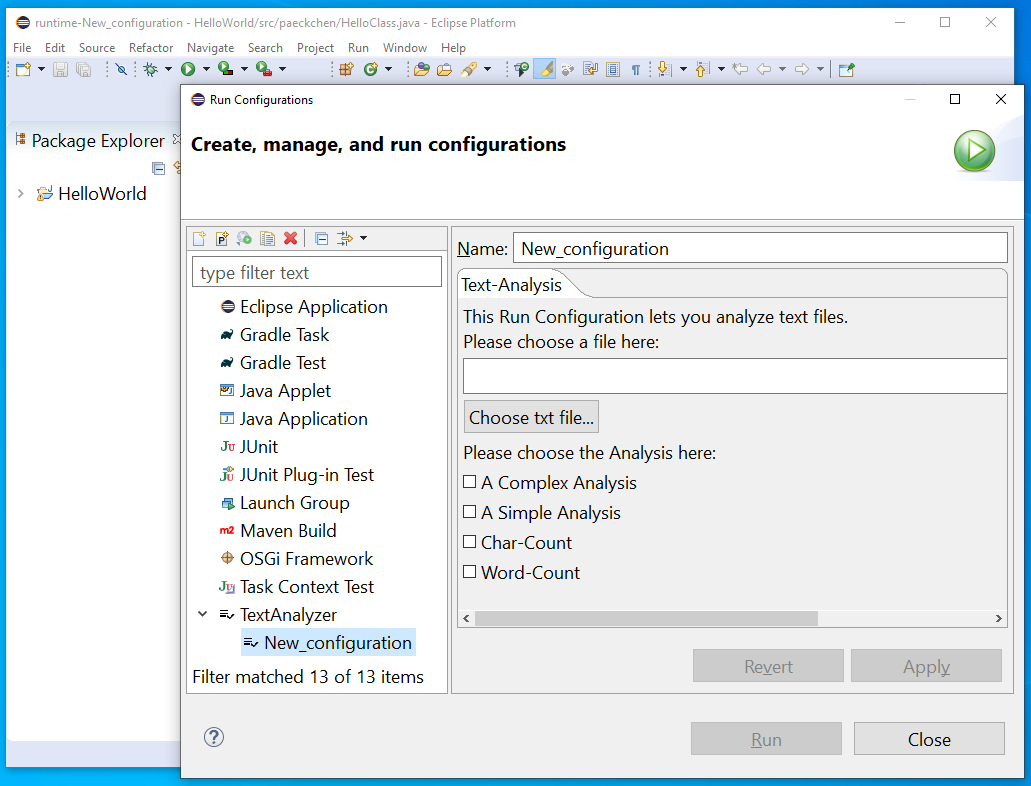 runtime-New_configuration - HelloWorld/src/paeckchen/HelloClass.java - Eclipse Platform
File Edit Source Refactor Navigate Search Project Run Window Help
Run Configurations
Create, manage, and run configurations
Package Explorer
HelloWorld
Name: New_configuration
type filter text
Text-Analysis
Eclipse Application
Gradle Task
Gradle Test
Java Applet
Java Application
JUnit
JUnit Plug-in Test
Launch Group
Maven Build
OSGi Framework
Task Context Test
TextAnalyzer
New_configuration
Filter matched 13 of 13 items
This Run Configuration lets you analyze text files.
Please choose a file here:
Choose txt file...
Please choose the Analysis here:
A Complex Analysis
A Simple Analysis
Char-Count
Word-Count
Revert Apply
Run Close